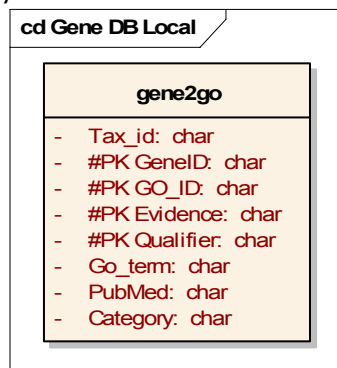 cd Gene DB Local
gene2go
- Tax_id: char
- #PK GeneID: char
- #PK GO_ID: char
- #PK Evidence: char
- #PK Qualifier: char
- Go_term: char
- PubMed: char
- Category: char